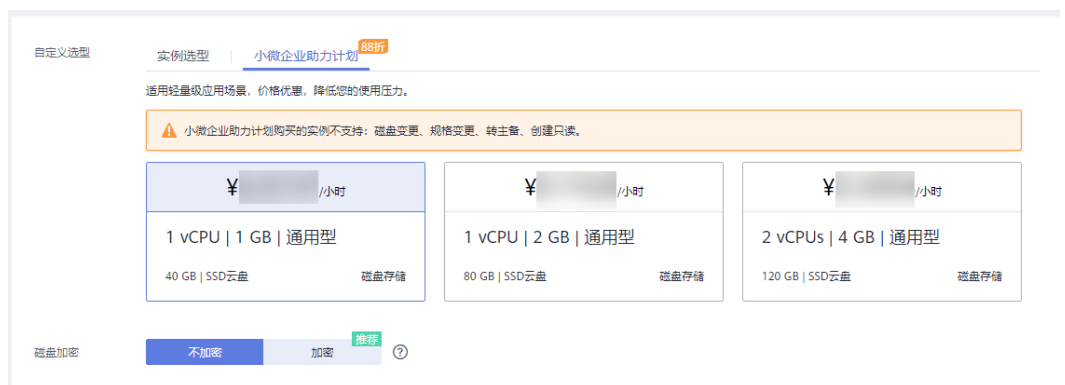 自定义选型 实例选型 小微企业助力计划 88折
适用轻量级应用场景，价格优惠，降低您的使用压力。
小微企业助力计划购买的实例不支持：磁盘变更、规格变更、转主备、创建只读。
¥ /小时 ¥ /小时 ¥ /小时
1 vCPU | 1 GB | 通用型 1 vCPU | 2 GB | 通用型 2 vCPUs | 4 GB | 通用型
40 GB | SSD云盘 磁盘存储 80 GB | SSD云盘 磁盘存储 120 GB | SSD云盘 磁盘存储
推荐
磁盘加密 不加密 加密 ?